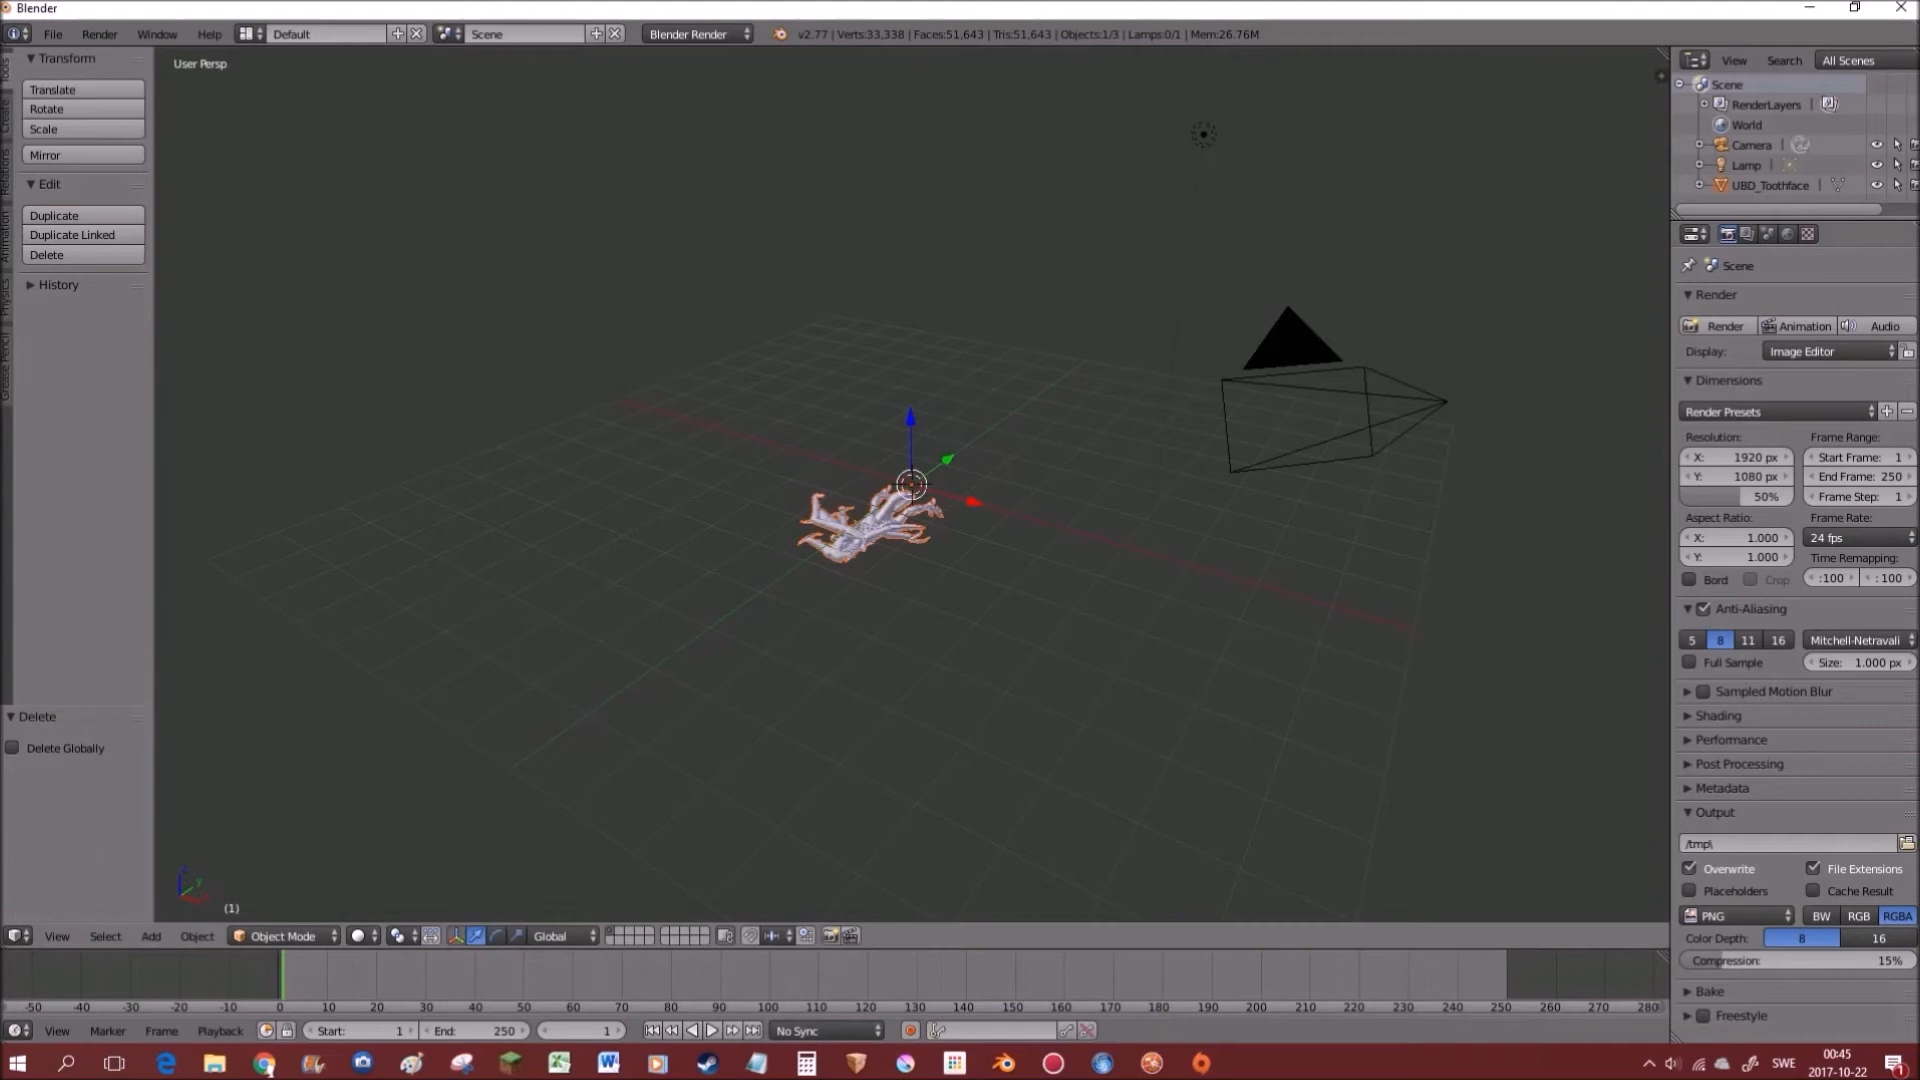 Blender
File Render Window Help Default Scene Blender Render v2.77 | Verts:33,338 | Faces:51,643 | Tris:51,643 | Objects:1/3 | Lamps:0/1 | Mem:26.76M
Transform
Translate
Rotate
Scale
Mirror
Edit
Duplicate
Duplicate Linked
Delete
History
Tools
Create
Relations
Animation
Physics
Grease Pencil
Delete
Delete Globally
User Persp
(1)
View Search All Scenes
Scene
RenderLayers
World
Camera
Lamp
UBD_Toothface
Scene
Render
Render Animation Audio
Display: Image Editor
Dimensions
Render Presets
Resolution: Frame Range:
X: 1920 px Start Frame: 1
Y: 1080 px End Frame: 250
50% Frame Step: 1
Aspect Ratio: Frame Rate:
X: 1.000 24 fps
Y: 1.000 Time Remapping:
Bord Crop :100 :100
Anti-Aliasing
5 8 11 16 Mitchell-Netravali
Full Sample Size: 1.000 px
Sampled Motion Blur
Shading
Performance
Post Processing
Metadata
Output
/tmp\
Overwrite File Extensions
Placeholders Cache Result
PNG BW RGB RGBA
Color Depth: 8 16
Compression: 15%
Bake
Freestyle
View Select Add Object Object Mode Global
-50 -40 -30 -20 -10 0 10 20 30 40 50 60 70 80 90 100 110 120 130 140 150 160 170 180 190 200 210 220 230 240 250 260 270 280
View Marker Frame Playback Start: 1 End: 250 1 No Sync
SWE 00:45
2017-10-22 1